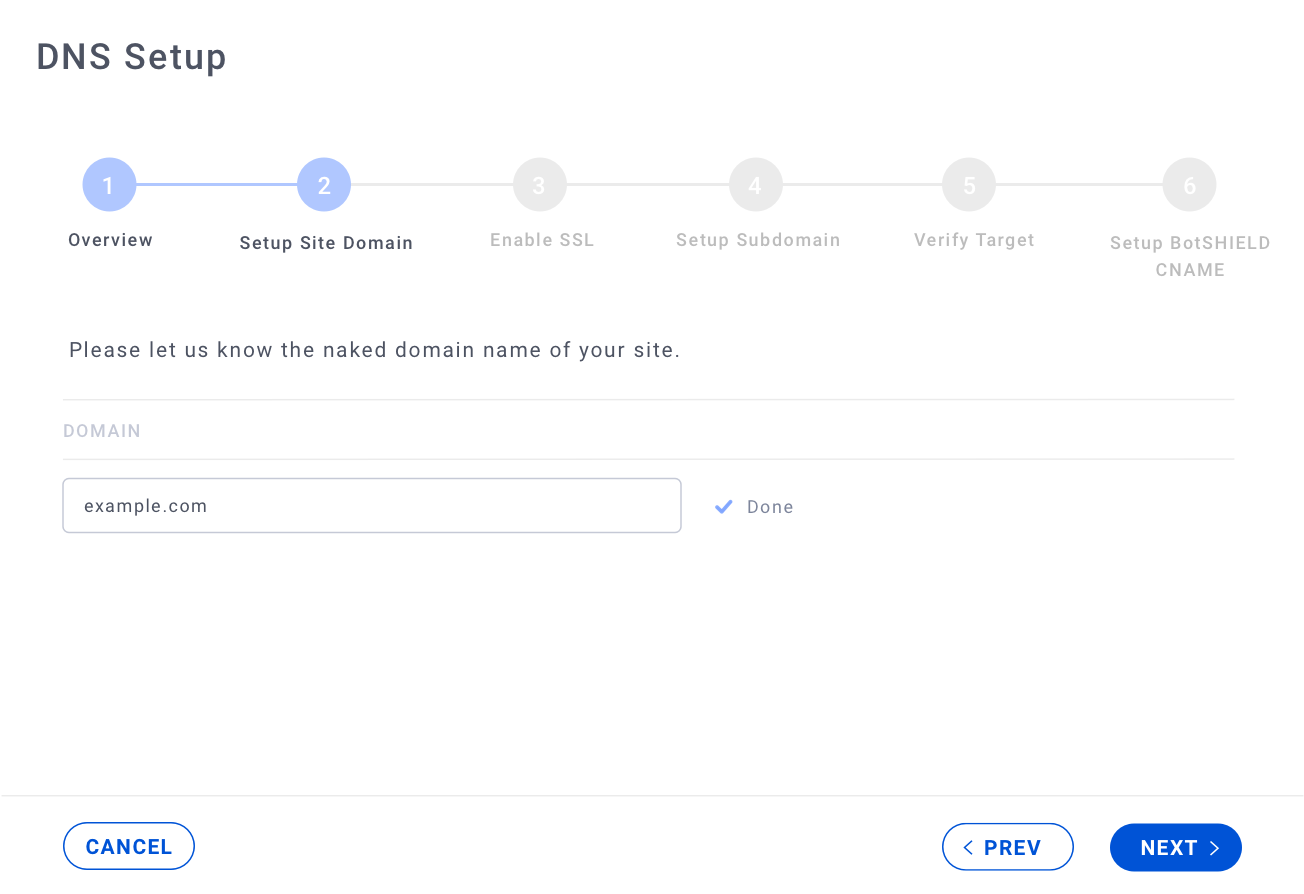 DNS Setup
1 2 3 4 5 6
Overview Setup Site Domain Enable SSL Setup Subdomain Verify Target Setup BotSHIELD
CNAME
Please let us know the naked domain name of your site.
DOMAIN
example.com Done
CANCEL PREV NEXT